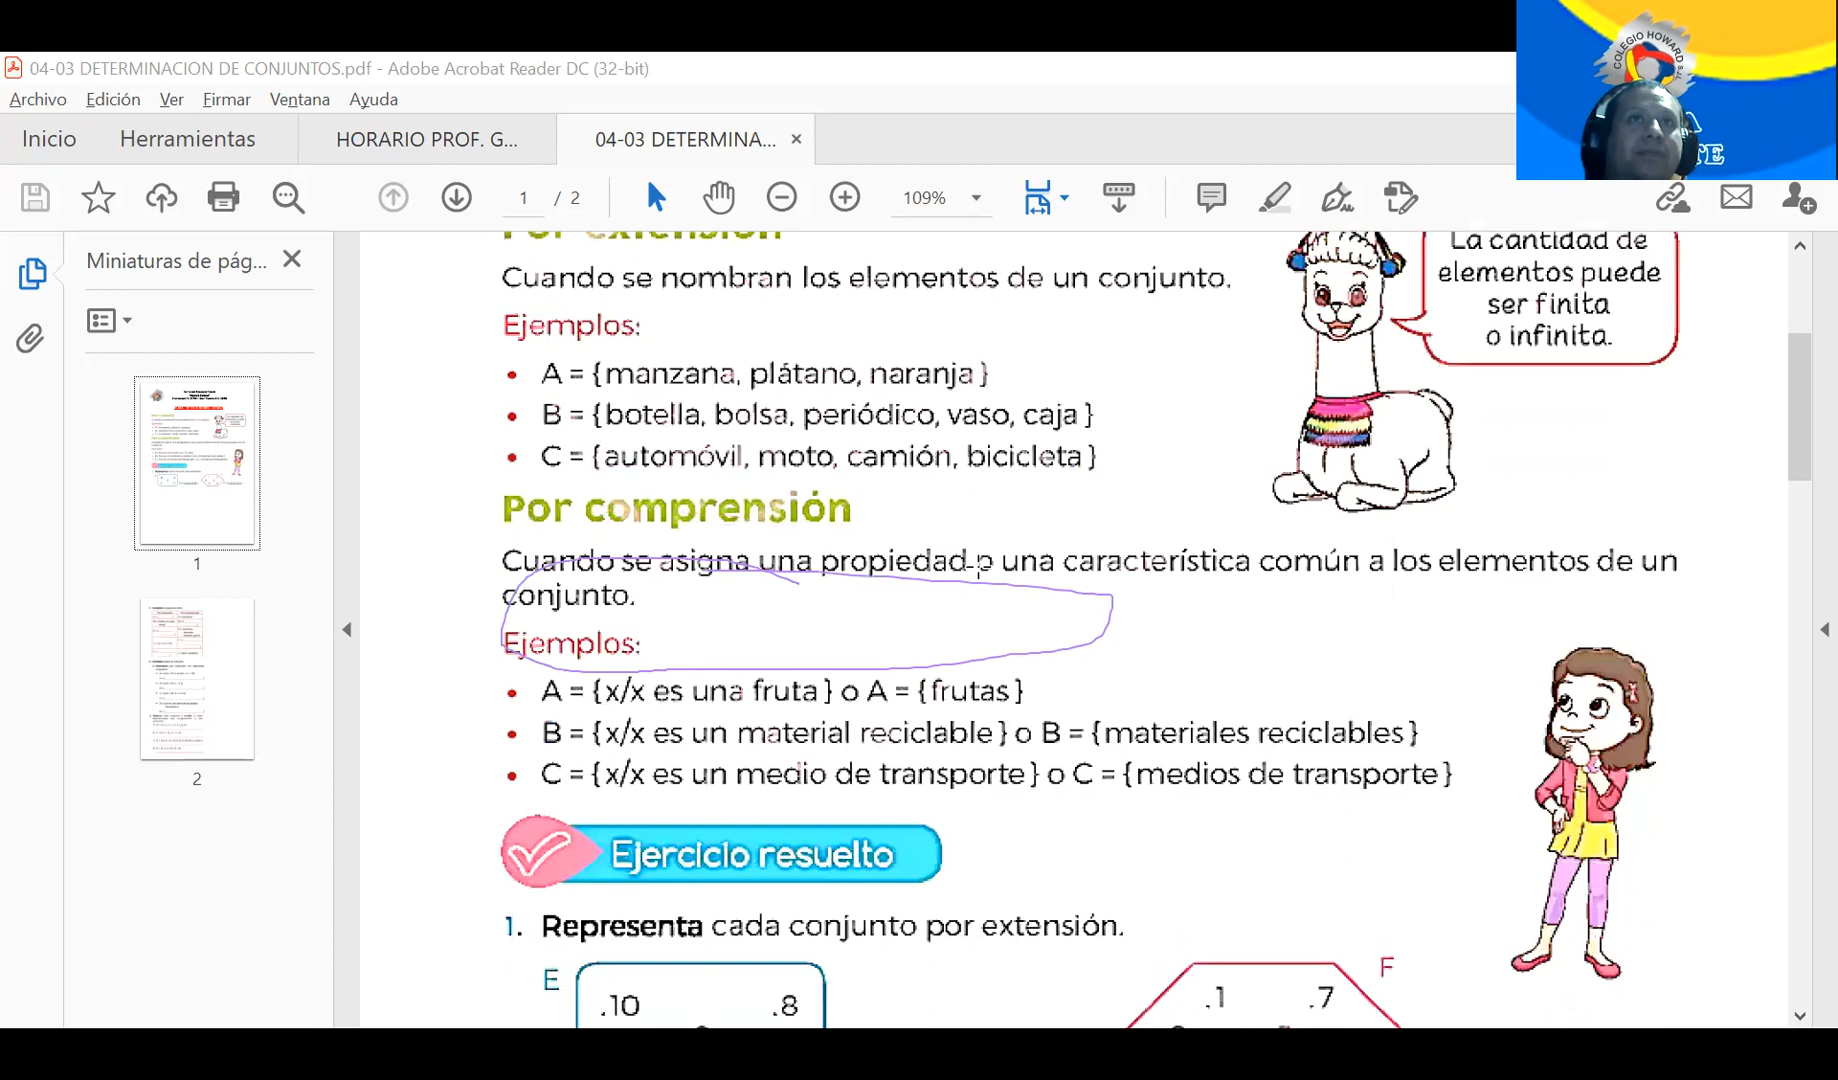 04-03 DETERMINACION DE CONJUNTOS.pdf - Adobe Acrobat Reader DC (32-bit)
Archivo Edición Ver Firmar Ventana Ayuda
Inicio Herramientas HORARIO PROF. G... 04-03 DETERMINA... ×
1 / 2 109%
COLEGIO HOWARD
Miniaturas de pág...
1
2
Por extensión
Cuando se nombran los elementos de un conjunto.
Ejemplos:
• A = {manzana, plátano, naranja}
• B = {botella, bolsa, periódico, vaso, caja}
• C = {automóvil, moto, camión, bicicleta}
La cantidad de
elementos puede
ser finita
o infinita.
Por comprensión
Cuando se asigna una propiedad o una característica común a los elementos de un
conjunto.
Ejemplos:
• A = {x/x es una fruta} o A = {frutas}
• B = {x/x es un material reciclable} o B = {materiales reciclables}
• C = {x/x es un medio de transporte} o C = {medios de transporte}
Ejercicio resuelto
1. Representa cada conjunto por extensión.
E
.10 .8
F
.1 .7